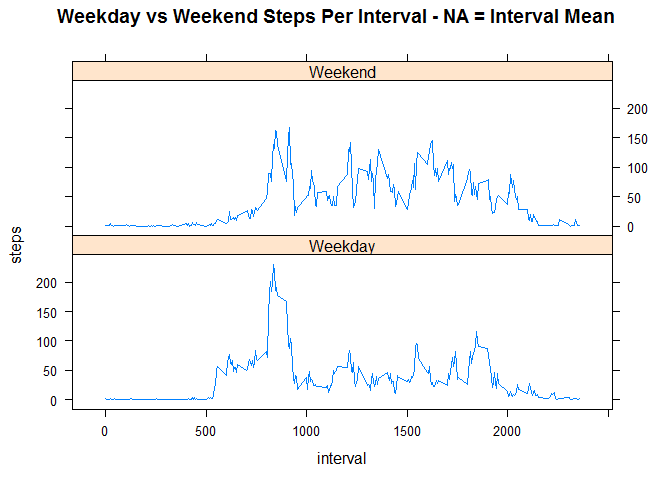 Weekday vs Weekend Steps Per Interval - NA = Interval Mean
Weekend
200
150
100
50
0
steps
Weekday
200
150
100
50
0
0 500 1000 1500 2000
interval